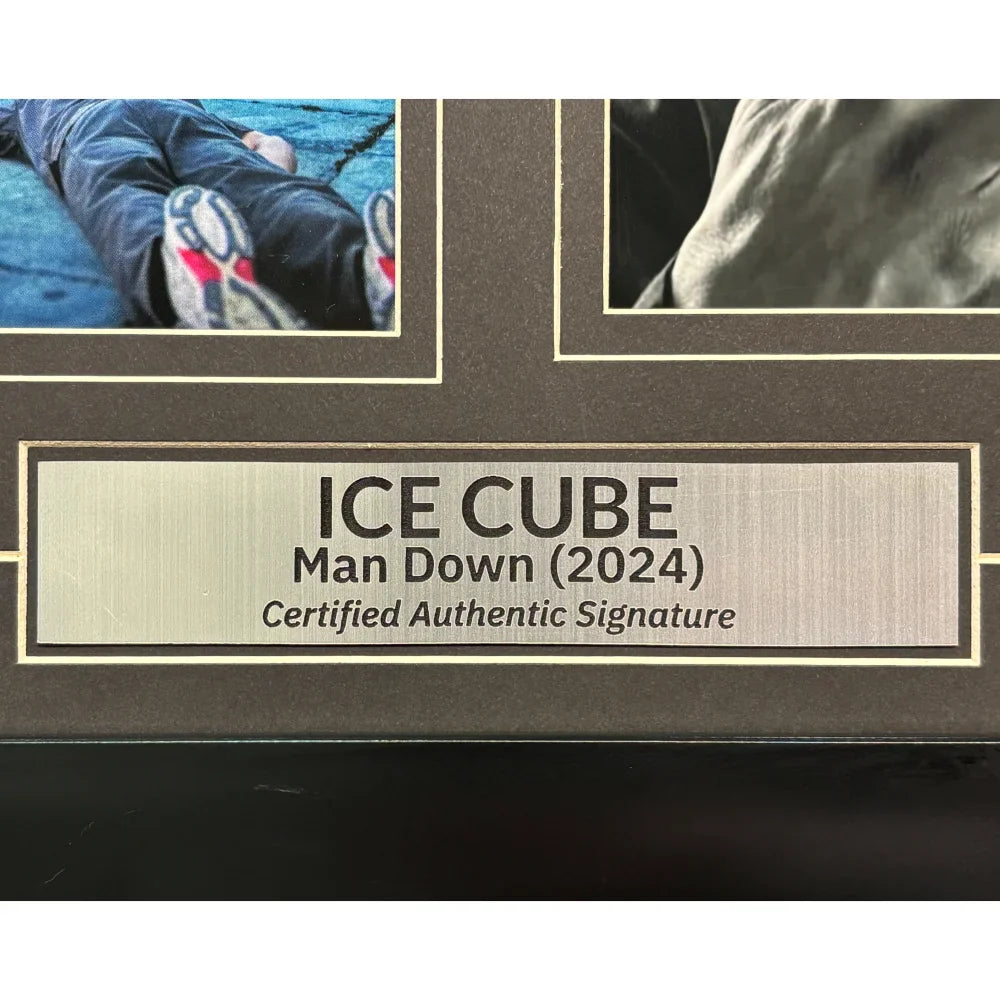 ICE CUBE
Man Down (2024)
Certified Authentic Signature